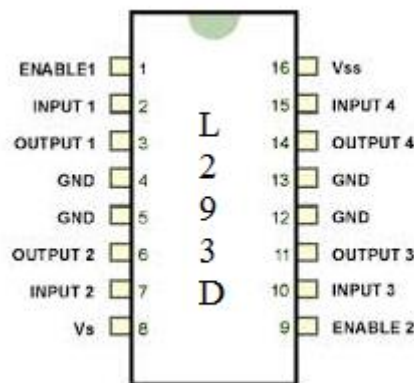 ENABLE1 1 16 Vss
INPUT 1 2 15 INPUT 4
OUTPUT 1 3 14 OUTPUT 4
GND 4 13 GND
GND 5 12 GND
OUTPUT 2 6 11 OUTPUT 3
INPUT 2 7 10 INPUT 3
Vs 8 9 ENABLE 2
L
2
9
3
D